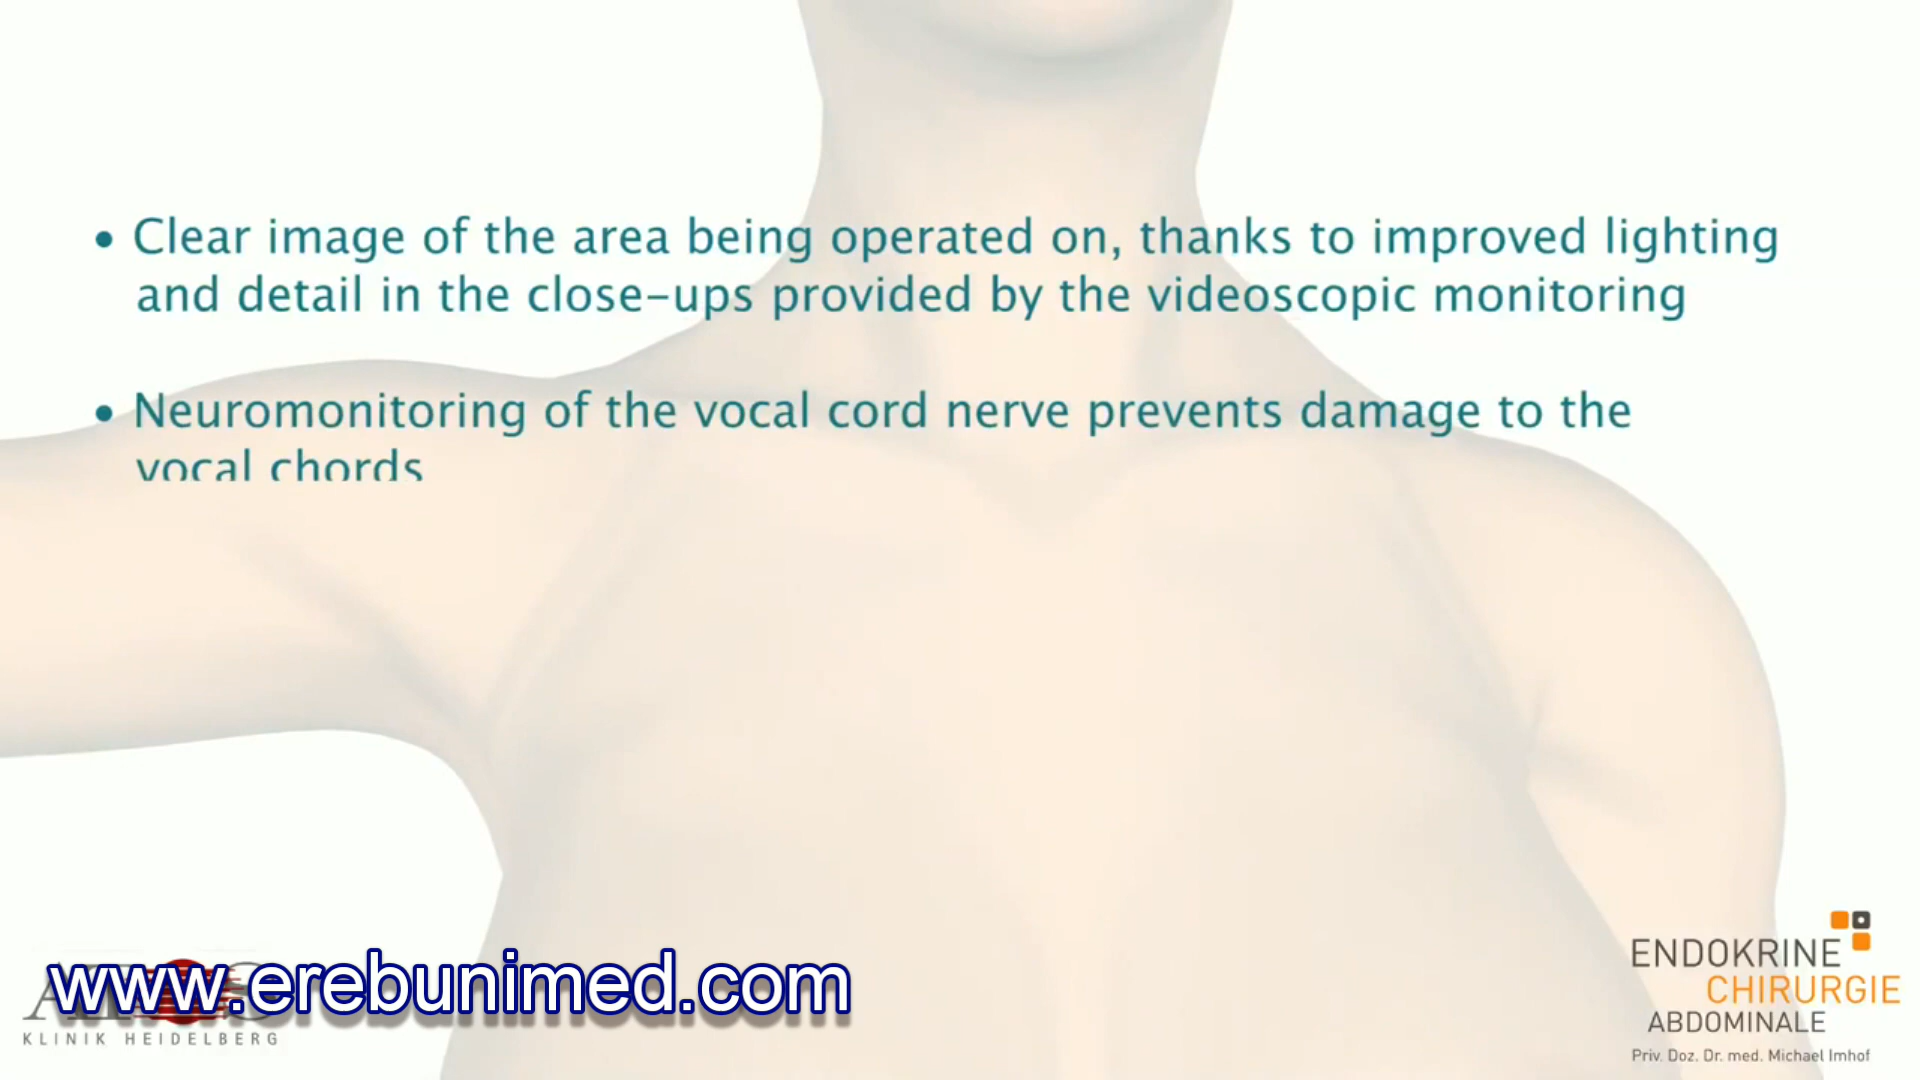 • Clear image of the area being operated on, thanks to improved lighting
and detail in the close-ups provided by the videoscopic monitoring
• Neuromonitoring of the vocal cord nerve prevents damage to the
vocal chords
www.erebunimed.com
KLINIK HEIDELBERG
ENDOKRINE
CHIRURGIE
ABDOMINALE
Priv. Doz. Dr. med. Michael Imhof